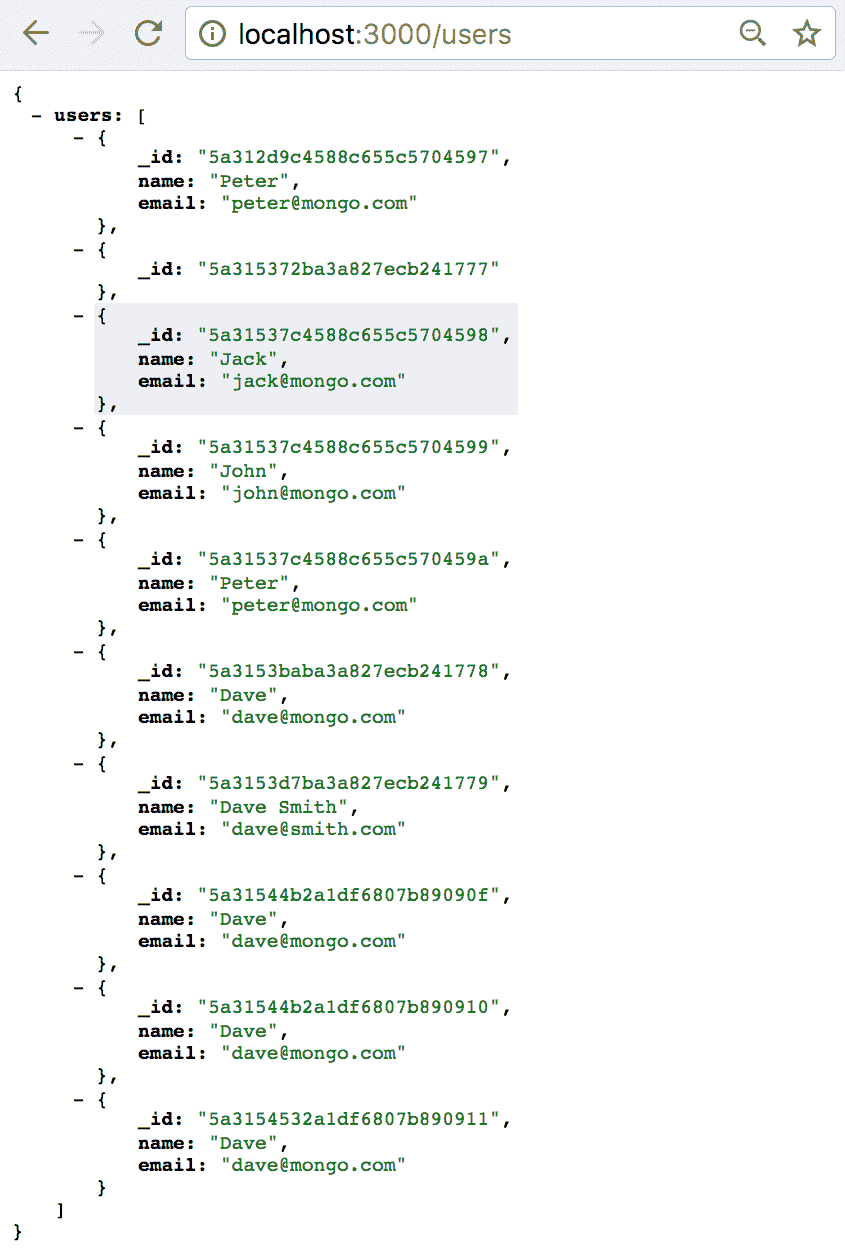 localhost:3000/users
{
- users: [
- {
_id: "5a312d9c4588c655c5704597",
name: "Peter",
email: "peter@mongo.com"
},
- {
_id: "5a315372ba3a827ecb241777"
},
- {
_id: "5a31537c4588c655c5704598",
name: "Jack",
email: "jack@mongo.com"
},
- {
_id: "5a31537c4588c655c5704599",
name: "John",
email: "john@mongo.com"
},
- {
_id: "5a31537c4588c655c570459a",
name: "Peter",
email: "peter@mongo.com"
},
- {
_id: "5a3153baba3a827ecb241778",
name: "Dave",
email: "dave@mongo.com"
},
- {
_id: "5a3153d7ba3a827ecb241779",
name: "Dave Smith",
email: "dave@smith.com"
},
- {
_id: "5a31544b2a1df6807b89090f",
name: "Dave",
email: "dave@mongo.com"
},
- {
_id: "5a31544b2a1df6807b890910",
name: "Dave",
email: "dave@mongo.com"
},
- {
_id: "5a3154532a1df6807b890911",
name: "Dave",
email: "dave@mongo.com"
}
]
}